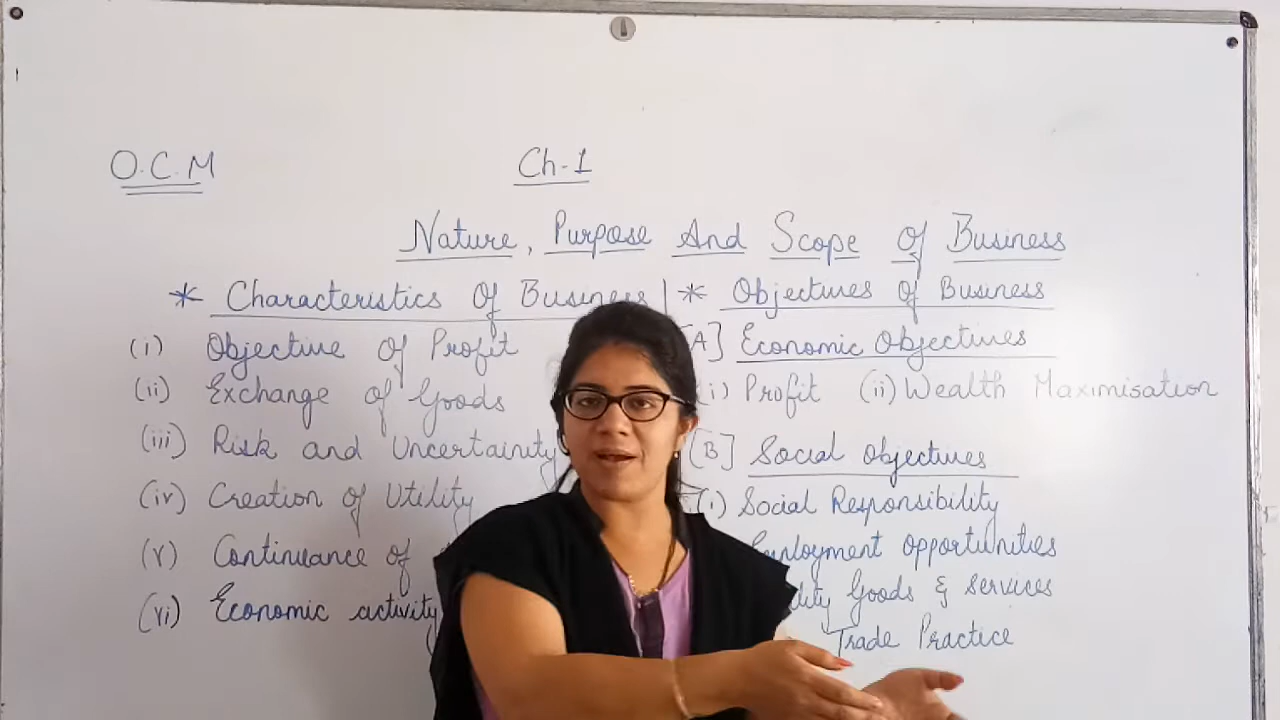 O.C.M
Ch-1
Nature, Purpose And Scope of Business
* Characteristics Of Business
(i) Objective of Profit
(ii) Exchange of Goods
(iii) Risk and Uncertainty
(iv) Creation of Utility
(v) Continuance of
(vi) Economic activity
* Objectives of Business
[A] Economic Objectives
(i) Profit (ii) Wealth Maximisation
[B] Social Objectives
(i) Social Responsibility
Employment opportunities
Goods & Services
Trade Practice